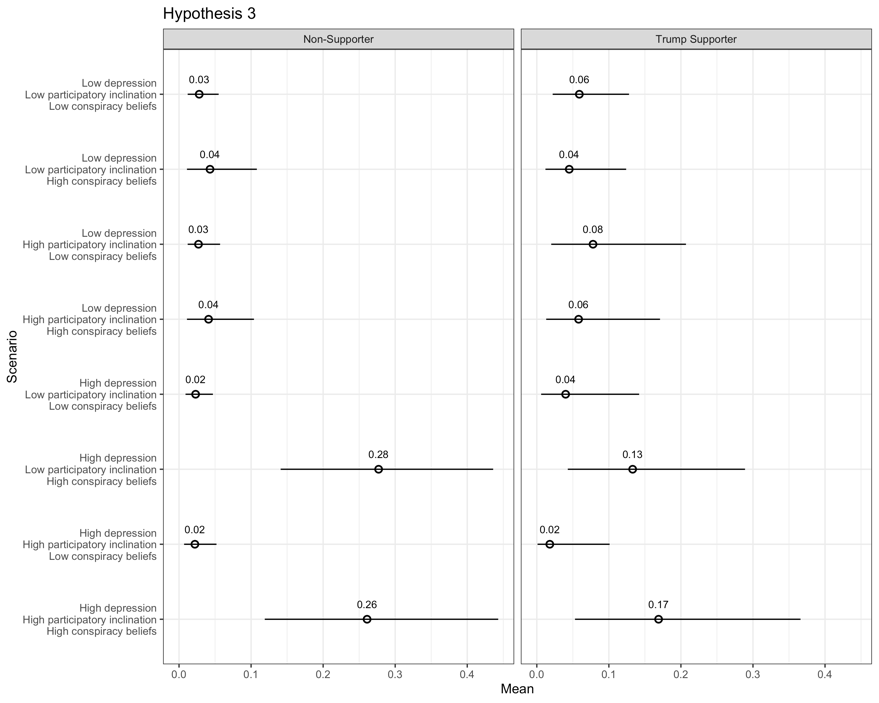 Hypothesis 3
Non-Supporter
Trump Supporter
Scenario
Low depression
Low participatory inclination
Low conspiracy beliefs
0.03
0.06
Low depression
Low participatory inclination
High conspiracy beliefs
0.04
0.04
Low depression
High participatory inclination
Low conspiracy beliefs
0.03
0.08
Low depression
High participatory inclination
High conspiracy beliefs
0.04
0.06
High depression
Low participatory inclination
Low conspiracy beliefs
0.02
0.04
High depression
Low participatory inclination
High conspiracy beliefs
0.28
0.13
High depression
High participatory inclination
Low conspiracy beliefs
0.02
0.02
High depression
High participatory inclination
High conspiracy beliefs
0.26
0.17
0.0 0.1 0.2 0.3 0.4
0.0 0.1 0.2 0.3 0.4
Mean